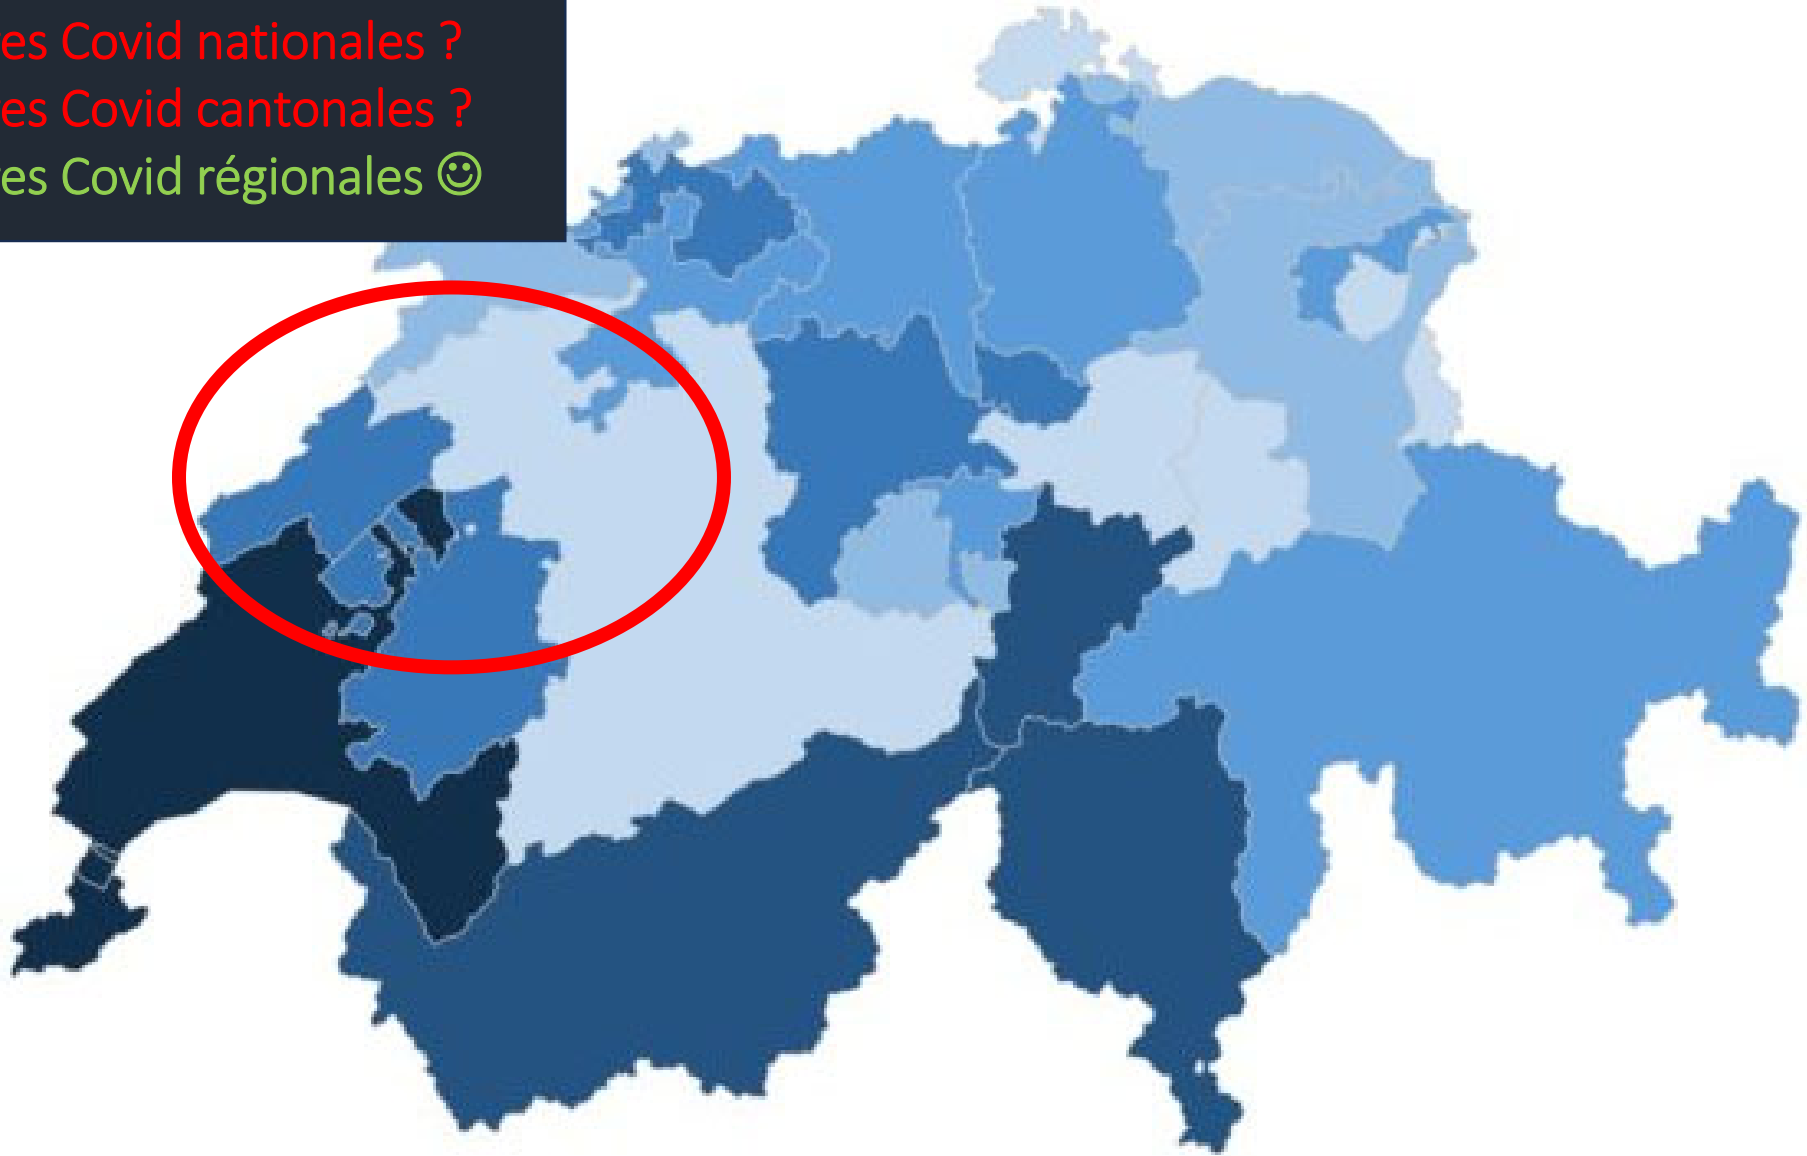 es Covid nationales ?
es Covid cantonales ?
es Covid régionales ☺